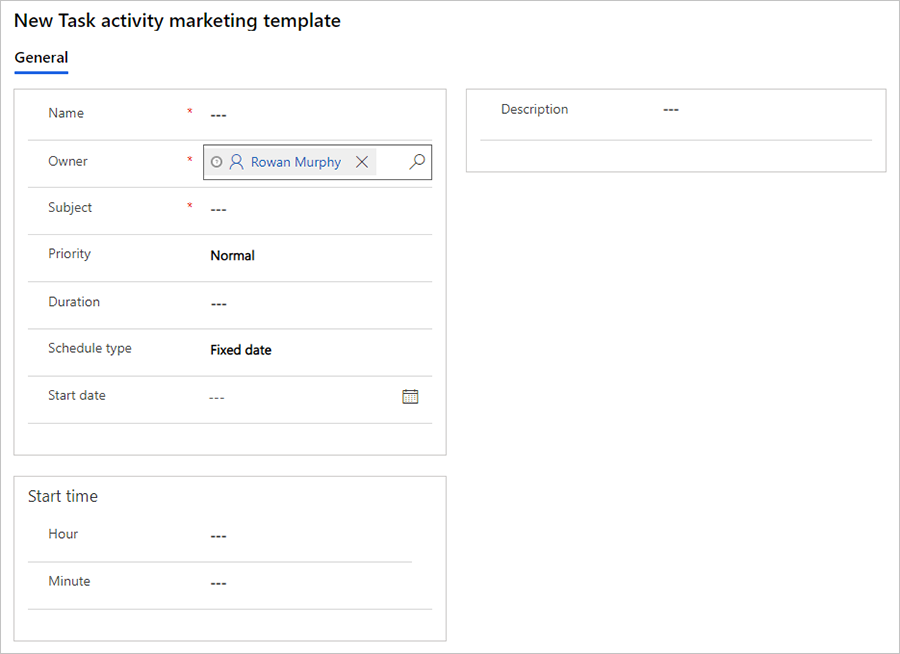 New Task activity marketing template
General
Name * ---
Owner * Rowan Murphy
Subject * ---
Priority Normal
Duration ---
Schedule type Fixed date
Start date ---
Description ---
Start time
Hour ---
Minute ---